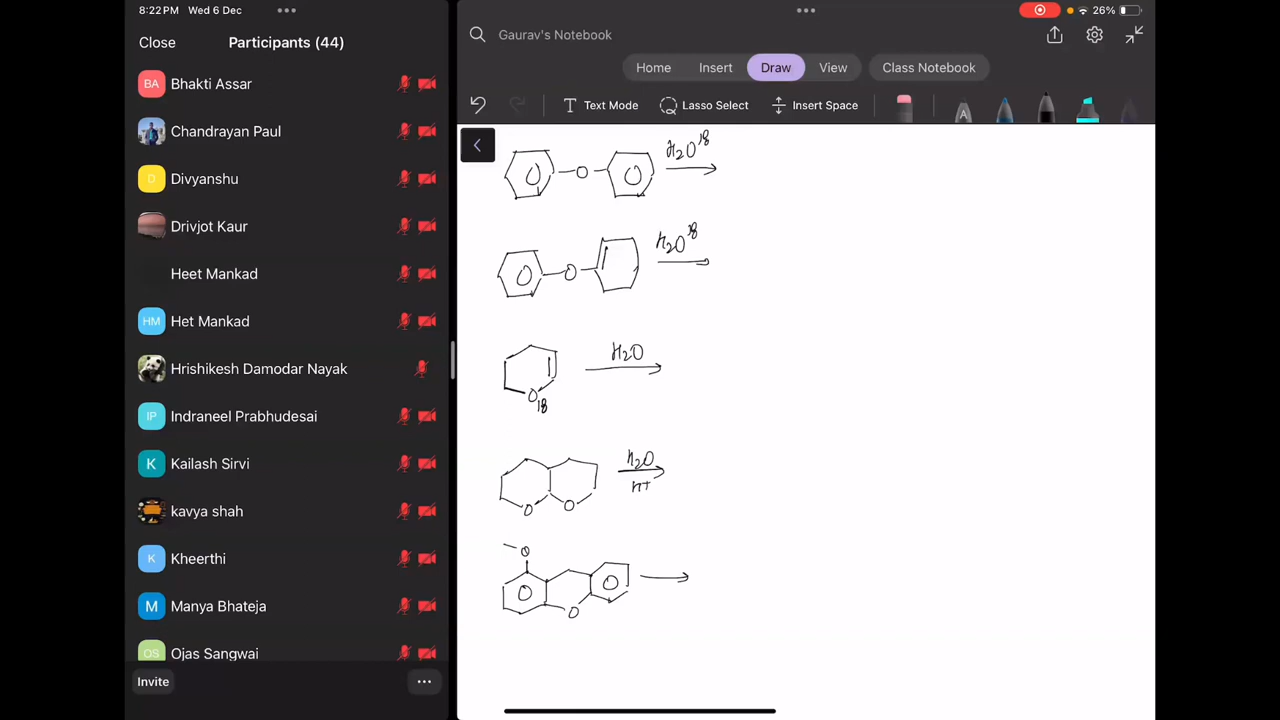 8:22 PM Wed 6 Dec
Close Participants (44)
BA Bhakti Assar
Chandrayan Paul
D Divyanshu
Drivjot Kaur
Heet Mankad
HM Het Mankad
Hrishikesh Damodar Nayak
IP Indraneel Prabhudesai
K Kailash Sirvi
kavya shah
K Kheerthi
M Manya Bhateja
OS Ojas Sangwai
Invite
26%
Gaurav's Notebook
Home Insert Draw View Class Notebook
Text Mode Lasso Select Insert Space A
O O O H₂O¹⁸
O O H₂O¹⁸
O 18 H₂O
O O H₂O
H+
O
O O O